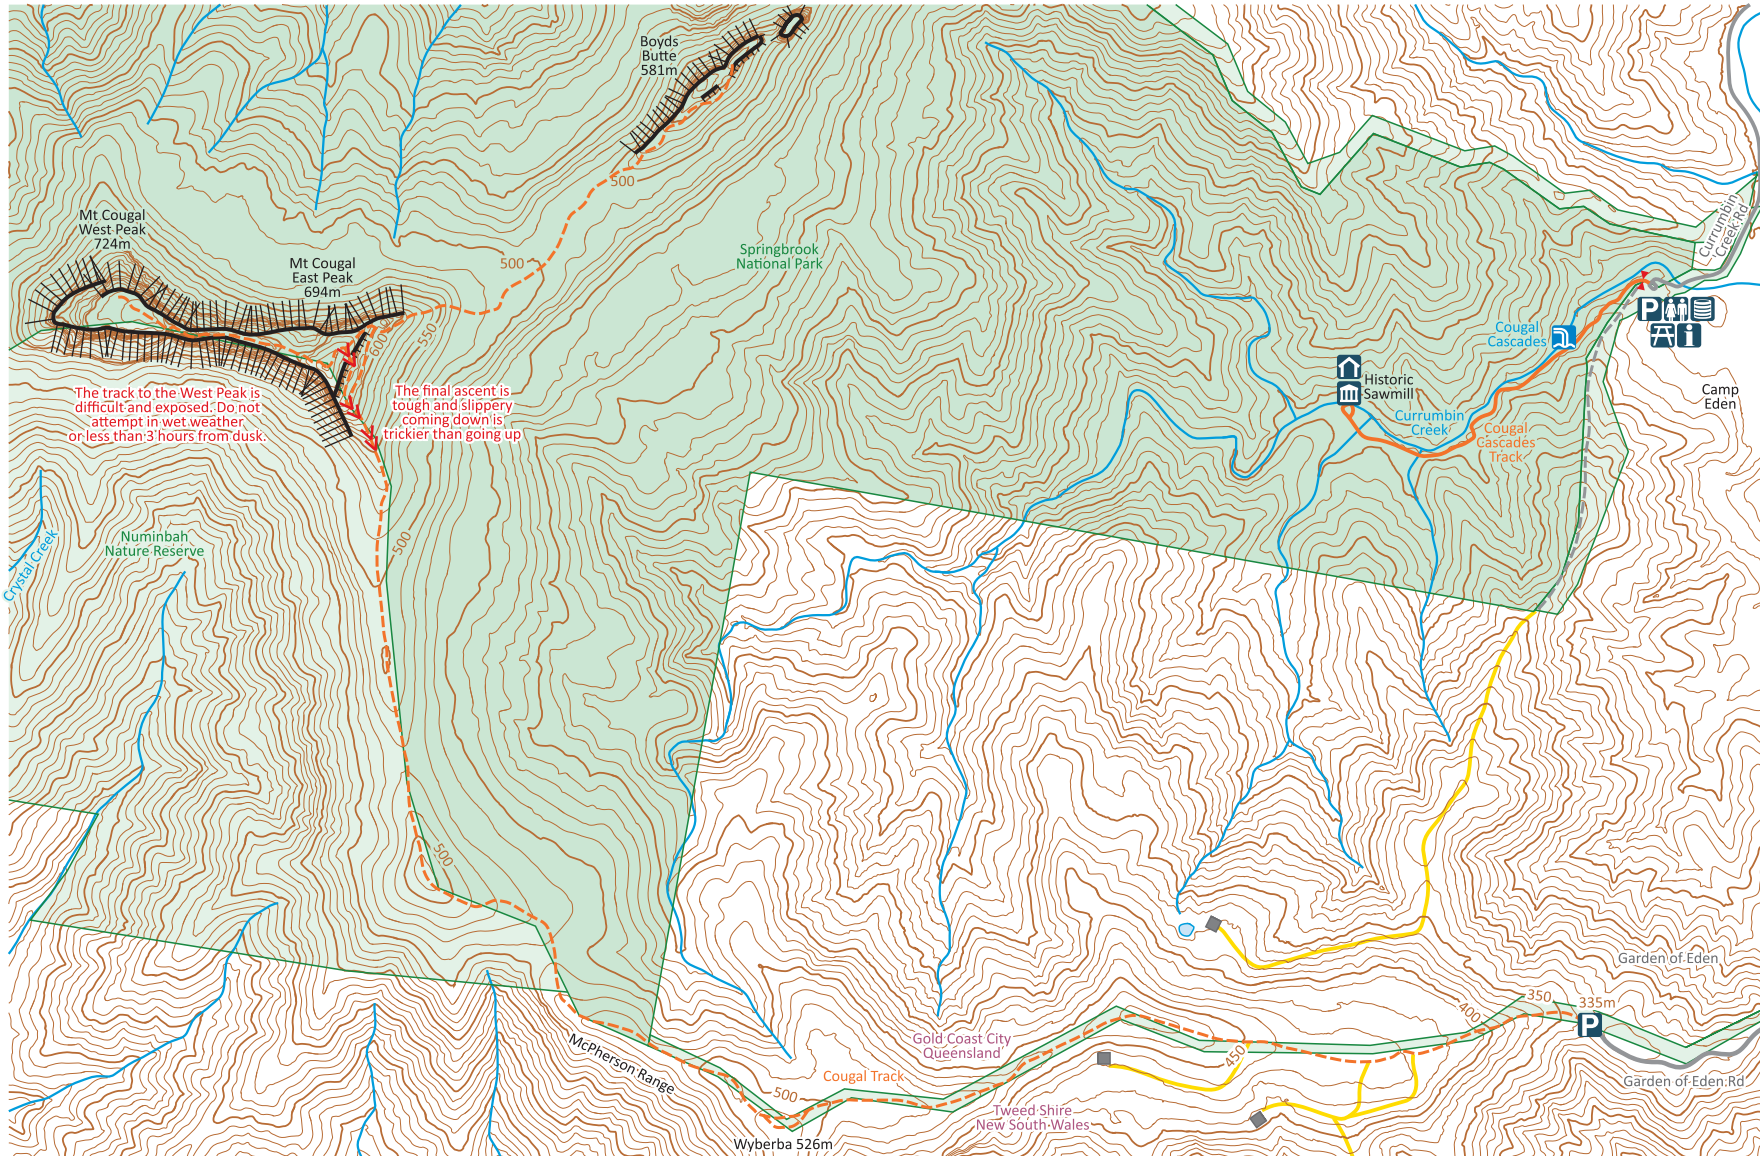 Boyds
Butte
581m
500
Mt Cougal
West Peak
724m
Mt Cougal
East Peak
694m
500
Springbrook
National Park
Currumbin
Creek Rd
P
Cougal
Cascades
600
550
Historic
Sawmill
Camp
Eden
The track to the West Peak is
difficult and exposed. Do not
attempt in wet weather
or less than 3 hours from dusk.
The final ascent is
tough and slippery
coming down is
trickier than going up
Currumbin
Creek
Cougal
Cascades
Track
Crystal Creek
Numinbah
Nature Reserve
500
500
Garden of Eden
350
335m
400
P
McPherson Range
Gold Coast City
Queensland
450
Cougal Track
500
Garden of Eden Rd
Tweed Shire
New South Wales
Wyberba 526m